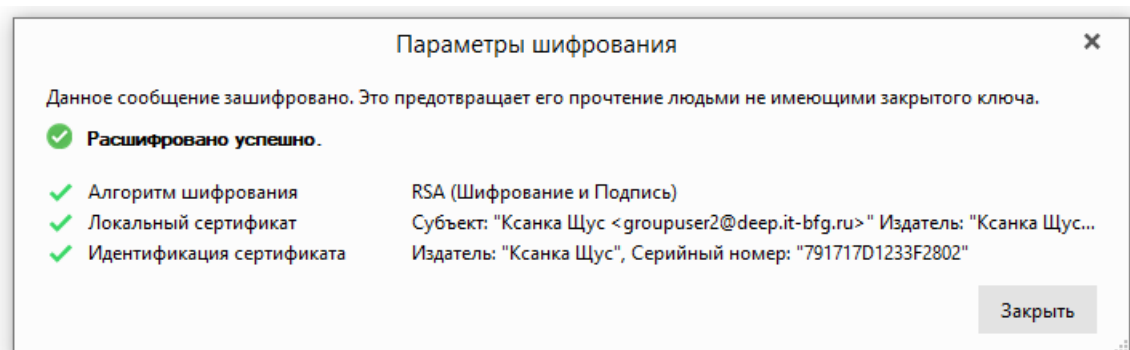 Параметры шифрования
Данное сообщение зашифровано. Это предотвращает его прочтение людьми не имеющими закрытого ключа.
Расшифровано успешно.
Алгоритм шифрования RSA (Шифрование и Подпись)
Локальный сертификат Субъект: "Ксанка Щус <groupuser2@deep.it-bfg.ru>" Издатель: "Ксанка Щус...
Идентификация сертификата Издатель: "Ксанка Щус", Серийный номер: "791717D1233F2802"
Закрыть